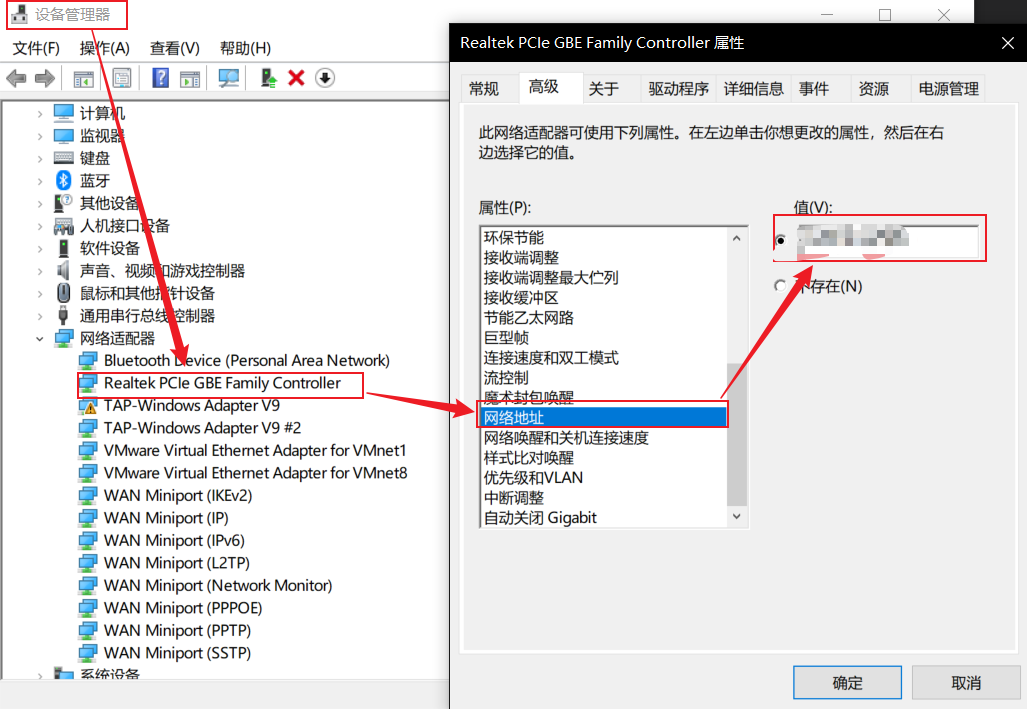 设备管理器
文件(F) 操作(A) 查看(V) 帮助(H)
计算机
监视器
键盘
蓝牙
其他设备
人机接口设备
软件设备
声音、视频和游戏控制器
鼠标和其他指针设备
通用串行总线控制器
网络适配器
Bluetooth Device (Personal Area Network)
Realtek PCIe GBE Family Controller
TAP-Windows Adapter V9
TAP-Windows Adapter V9 #2
VMware Virtual Ethernet Adapter for VMnet1
VMware Virtual Ethernet Adapter for VMnet8
WAN Miniport (IKEv2)
WAN Miniport (IP)
WAN Miniport (IPv6)
WAN Miniport (L2TP)
WAN Miniport (Network Monitor)
WAN Miniport (PPPOE)
WAN Miniport (PPTP)
WAN Miniport (SSTP)
系统设备
Realtek PCIe GBE Family Controller 属性
常规 高级 关于 驱动程序 详细信息 事件 资源 电源管理
此网络适配器可使用下列属性。在左边单击你想更改的属性，然后在右
边选择它的值。
属性(P):
环保节能
接收端调整
接收端调整最大伫列
接收缓冲区
节能乙太网路
巨型帧
连接速度和双工模式
流控制
魔术封包唤醒
网络地址
网络唤醒和关机连接速度
样式比对唤醒
优先级和VLAN
中断调整
自动关闭 Gigabit
值(V):
不存在(N)
确定 取消